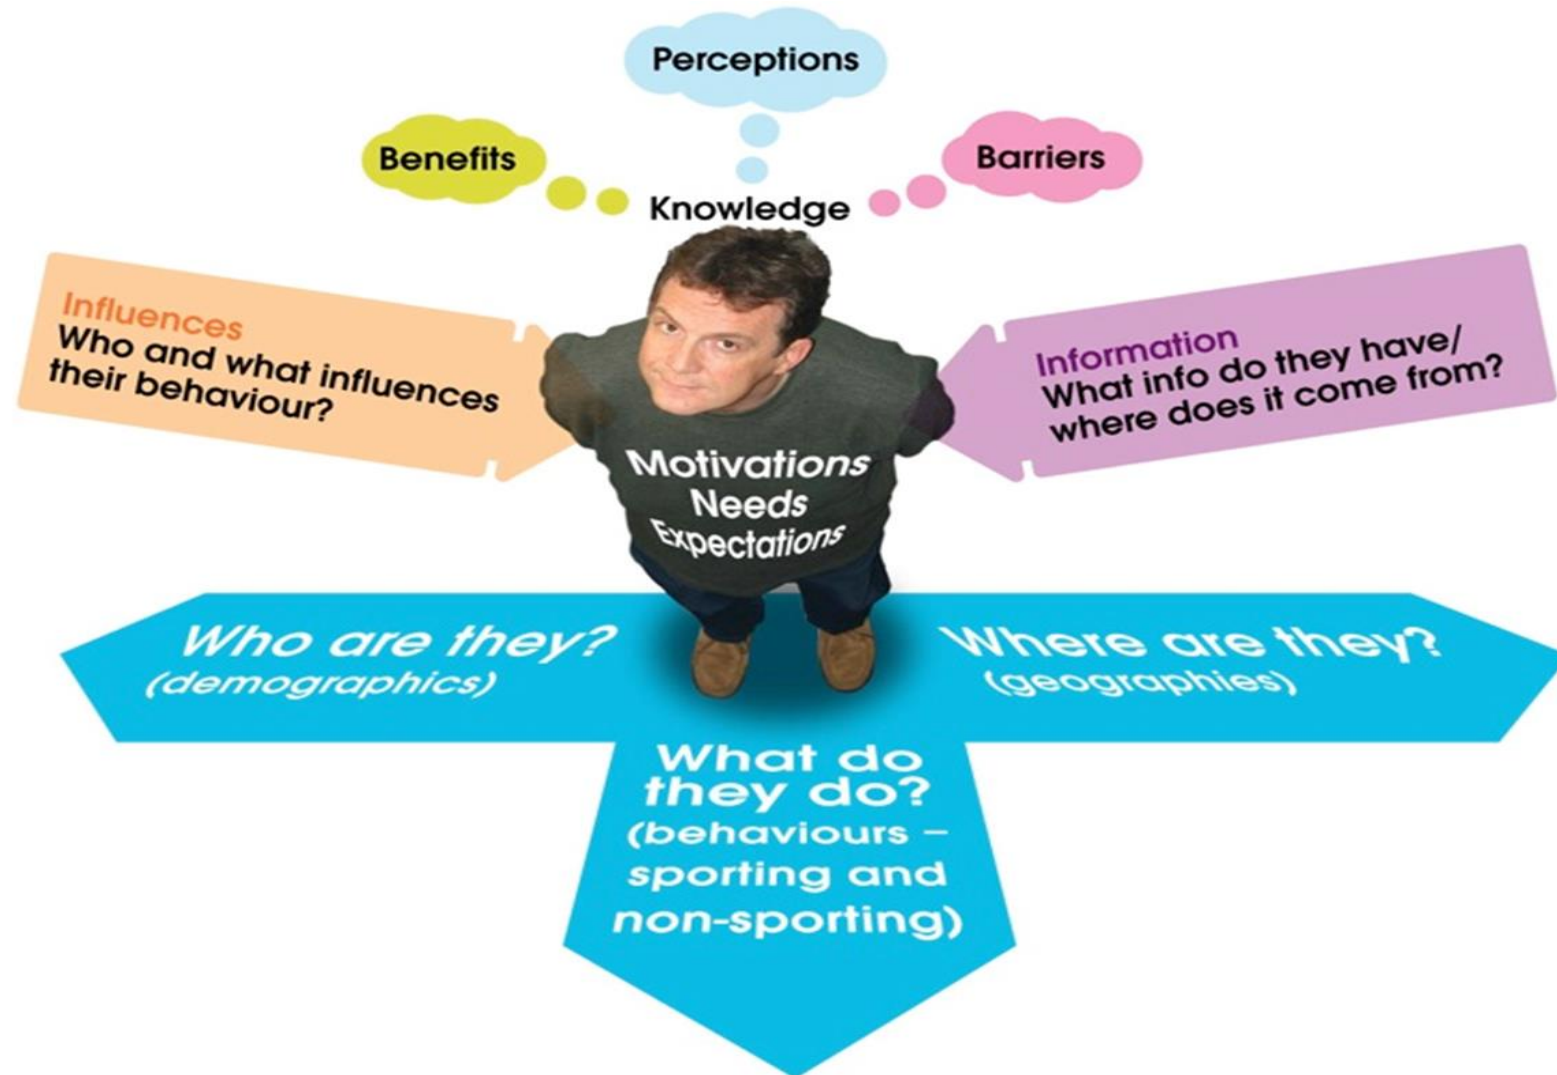 Perceptions
Benefits
Barriers
Knowledge
Influences
Who and what influences
their behaviour?
Information
What info do they have/
where does it come from?
Motivations
Needs
Expectations
Who are they?
(demographics)
Where are they?
(geographies)
What do
they do?
(behaviours –
sporting and
non-sporting)